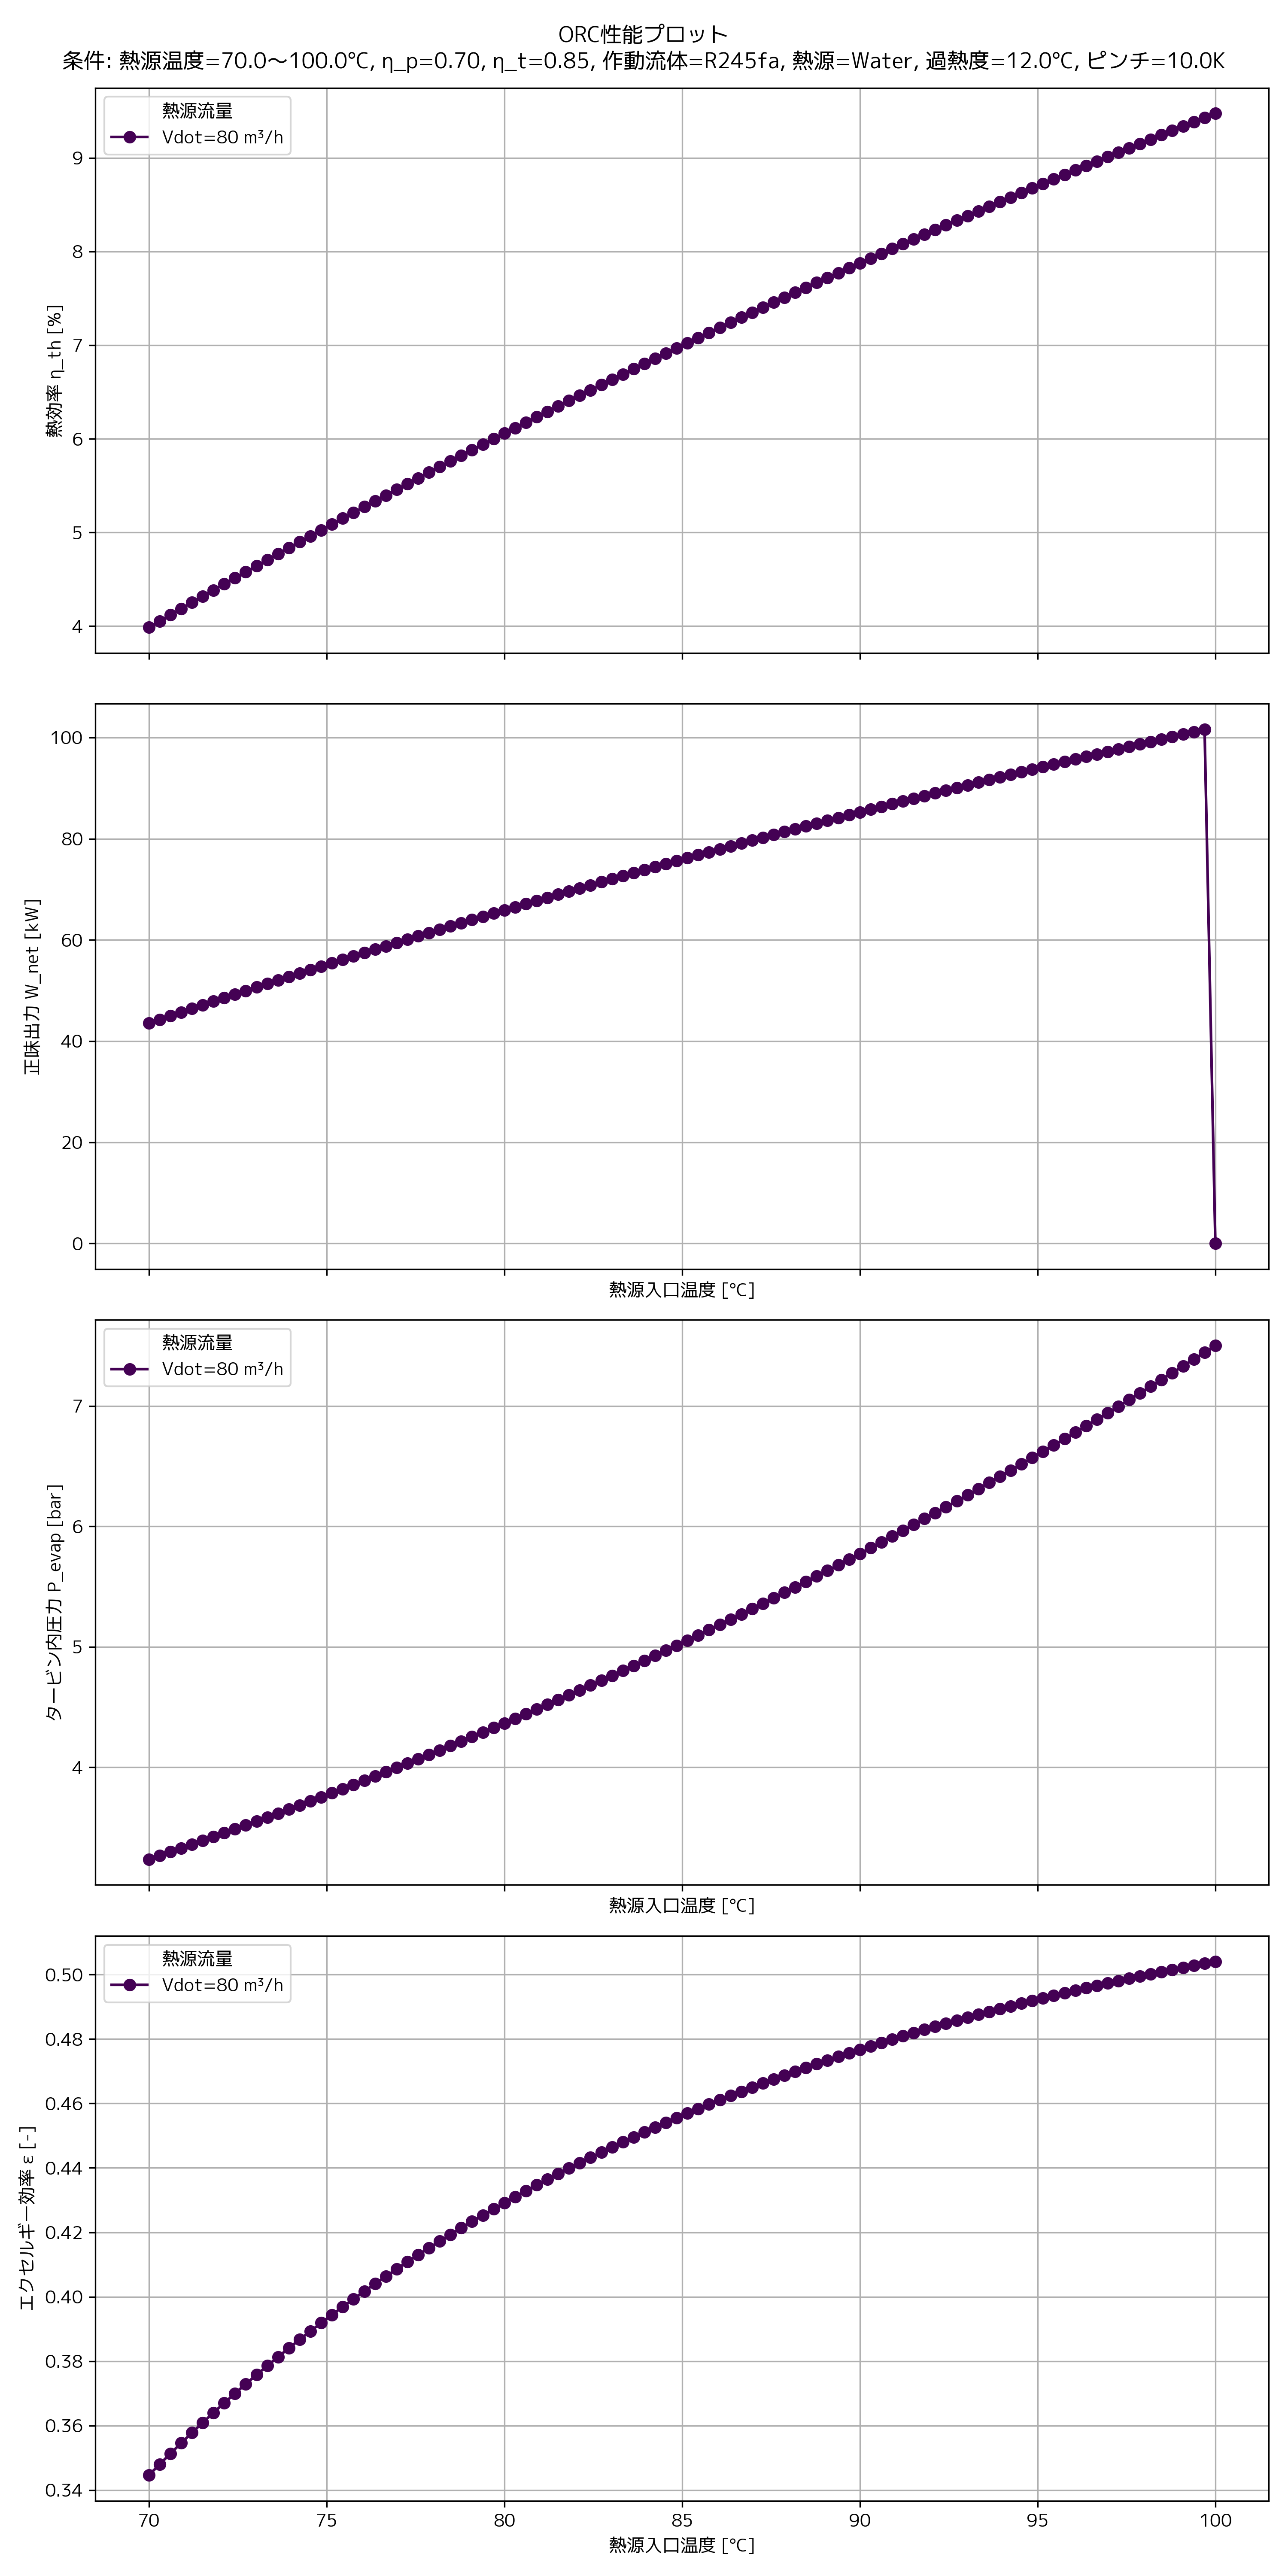 ORC性能プロット
条件: 熱源温度=70.0～100.0℃, η_p=0.70, η_t=0.85, 作動流体=R245fa, 熱源=Water, 過熱度=12.0℃, ピンチ=10.0K
熱源流量
Vdot=80 m³/h
9
8
7
6
5
4
熱効率 η_th [%]
100
80
60
40
20
0
正味出力 W_net [kW]
熱源入口温度 [℃]
熱源流量
Vdot=80 m³/h
7
6
5
4
タービン内圧力 P_evap [bar]
熱源入口温度 [℃]
熱源流量
Vdot=80 m³/h
0.50
0.48
0.46
0.44
0.42
0.40
0.38
0.36
0.34
エクセルギー効率 ε [-]
70 75 80 85 90 95 100
熱源入口温度 [℃]